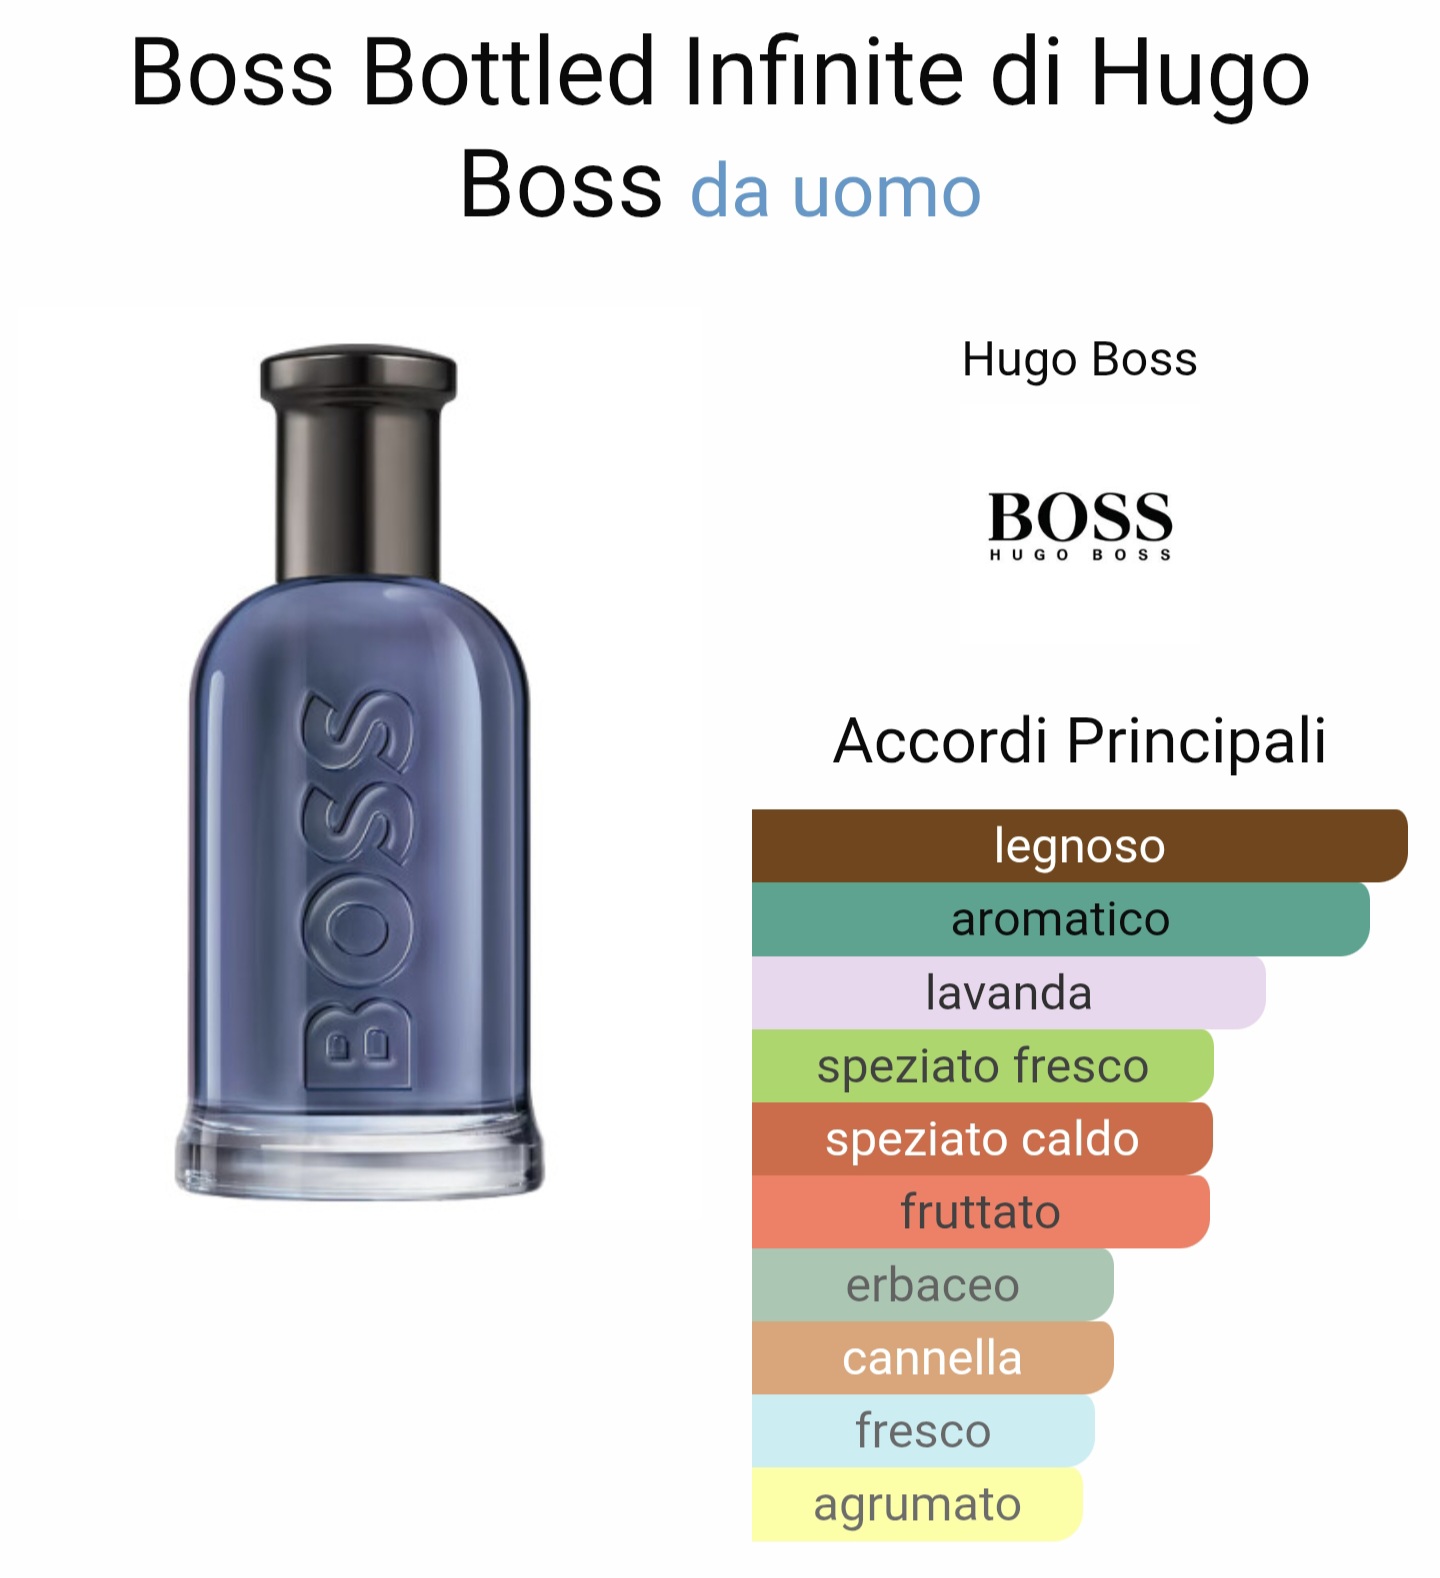 Boss Bottled Infinite di Hugo
Boss da uomo
BOSS
Hugo Boss
BOSS
HUGO BOSS
Accordi Principali
legnoso
aromatico
lavanda
speziato fresco
speziato caldo
fruttato
erbaceo
cannella
fresco
agrumato